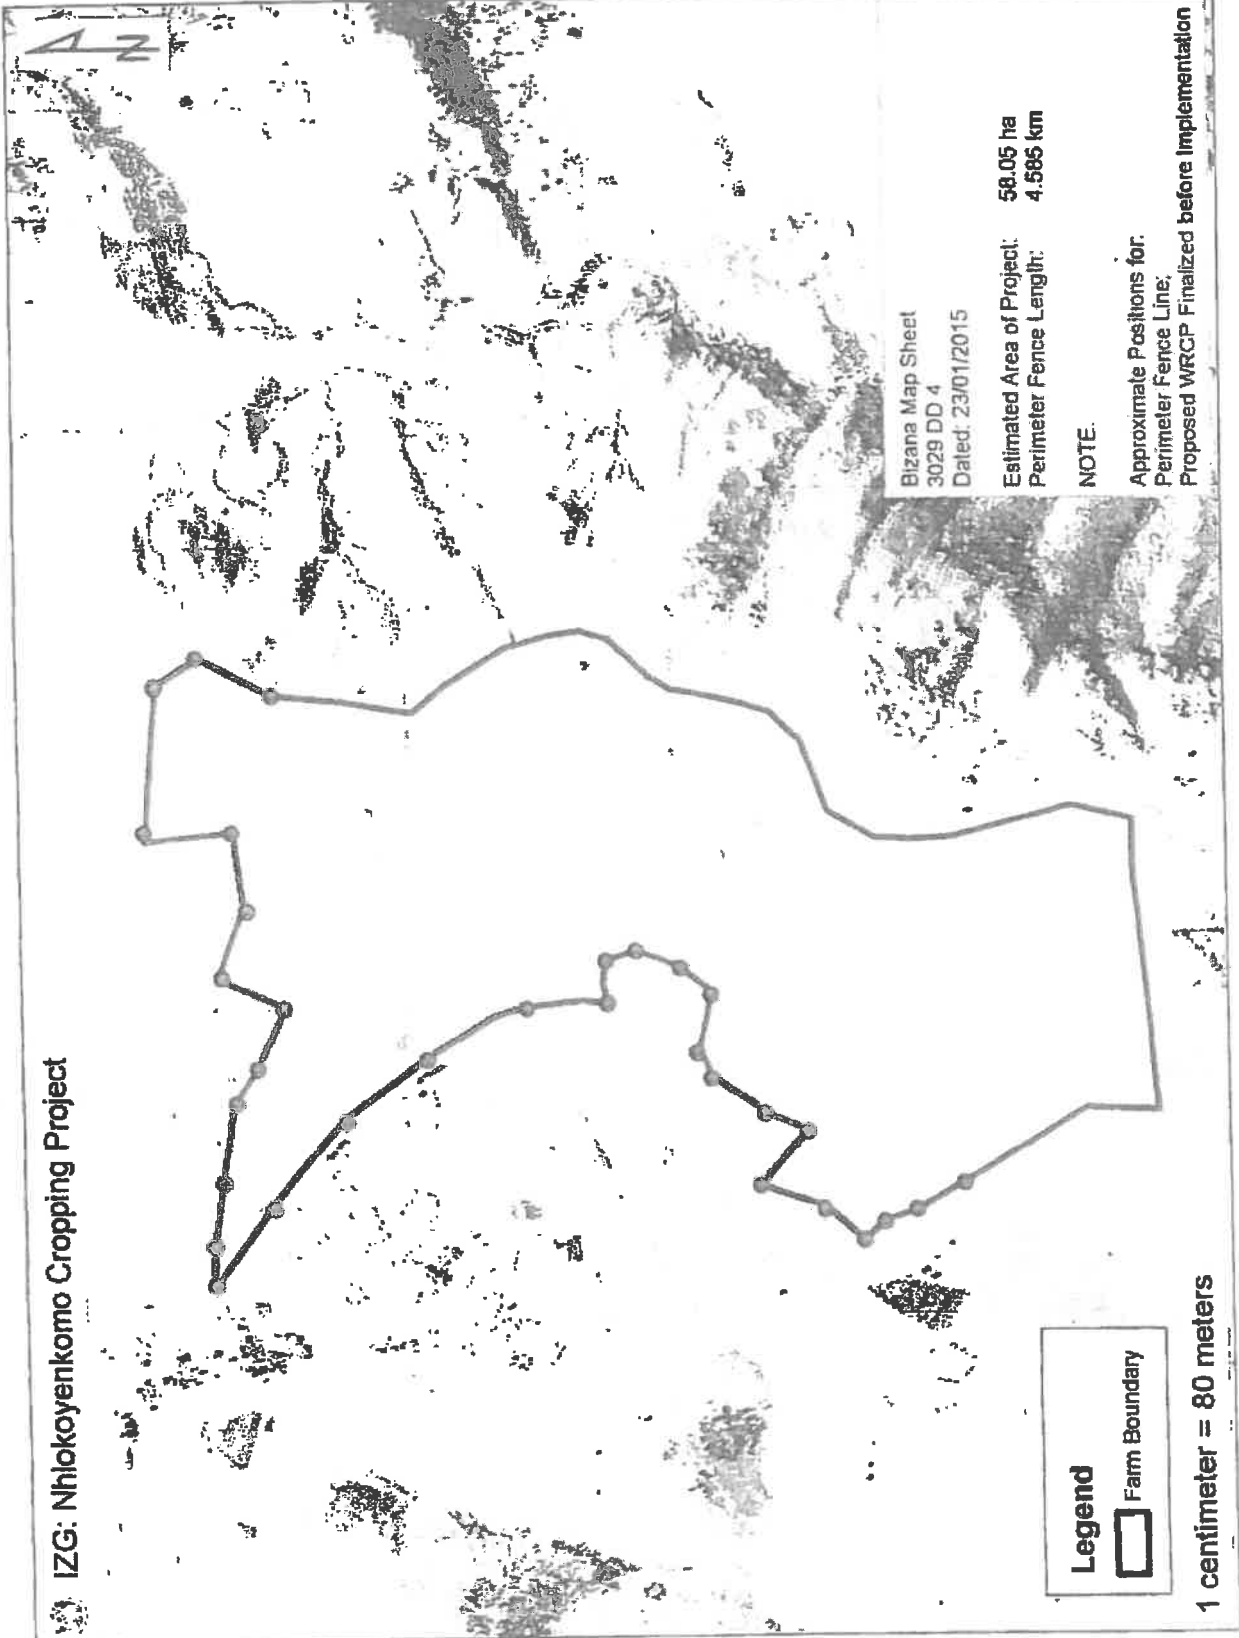 IZG: Nhlokoyenkomo Cropping Project
N
Bizana Map Sheet
3029 DD 4
Dated: 23/01/2015
Estimated Area of Project: 58.05 ha
Perimeter Fence Length: 4.585 km
NOTE.
Approximate Positions for:
Perimeter Fence Line;
Proposed WRCP Finalized before Implementation
Legend
Farm Boundary
1 centimeter = 80 meters